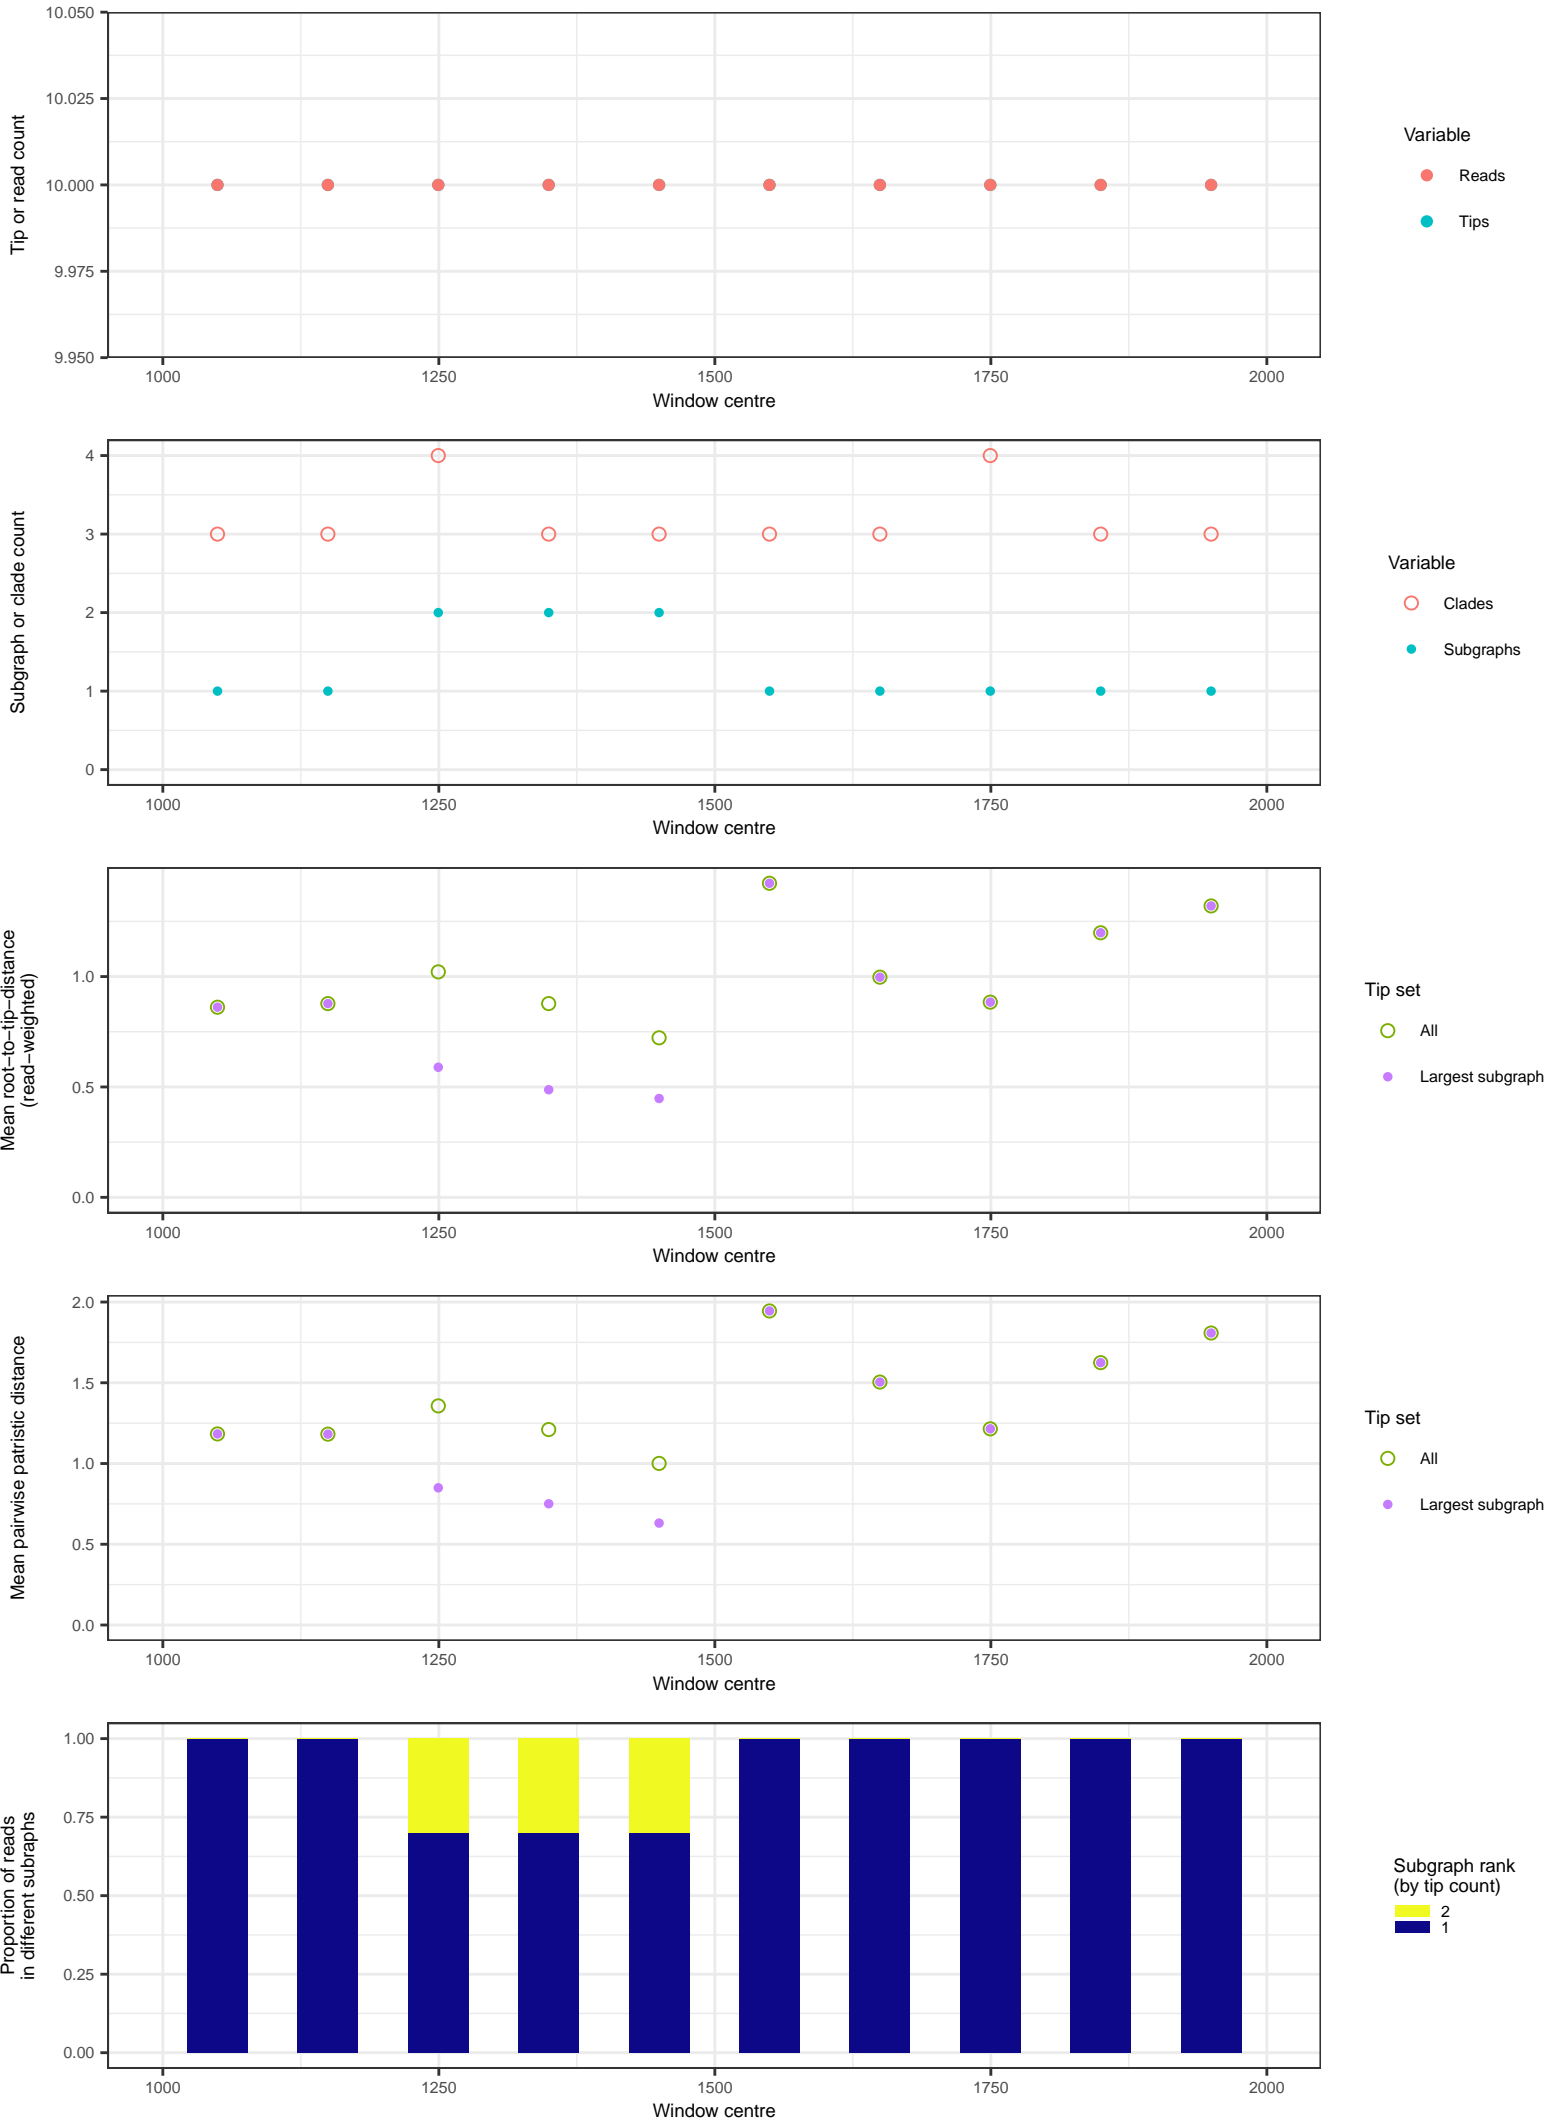 10.050
10.025
10.000
9.975
9.950
Tip or read count
1000 1250 1500 1750 2000
Window centre
Variable
Reads
Tips
4
3
2
1
0
Subgraph or clade count
1000 1250 1500 1750 2000
Window centre
Variable
Clades
Subgraphs
1.0
0.5
0.0
Mean root−to−tip−distance
(read−weighted)
1000 1250 1500 1750 2000
Window centre
Tip set
All
Largest subgraph
2.0
1.5
1.0
0.5
0.0
Mean pairwise patristic distance
1000 1250 1500 1750 2000
Window centre
Tip set
All
Largest subgraph
1.00
0.75
0.50
0.25
0.00
Proportion of reads
in different subraphs
1000 1250 1500 1750 2000
Window centre
Subgraph rank
(by tip count)
2
1